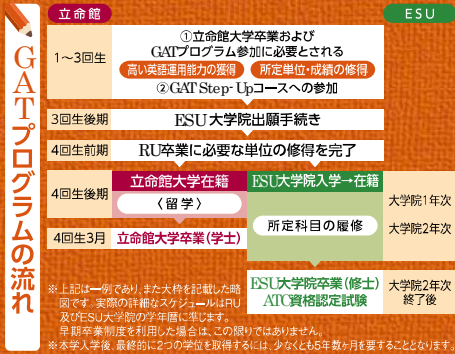 GATプログラムの流れ
立命館
ESU
1〜3回生
①立命館大学卒業および
GATプログラム参加に必要とされる
高い英語運用能力の獲得
所定単位・成績の修得
②GAT Step-Upコースへの参加
3回生後期
ESU大学院出願手続き
4回生前期
RU卒業に必要な単位の修得を完了
4回生後期
立命館大学在籍
〈留学〉
ESU大学院入学→在籍
所定科目の履修
大学院1年次
大学院2年次
4回生3月
立命館大学卒業(学士)
ESU大学院卒業(修士)
ATC資格認定試験
大学院2年次
終了後
※上記は一例であり、また大枠を記載した略
図です。実際の詳細なスケジュールはRU
及びESU大学院の学年暦に準じます。
早期卒業制度を利用した場合は、この限りではありません。
※本学入学後、最終的に2つの学位を取得するには、少なくとも5年数ヶ月を要することとなります。